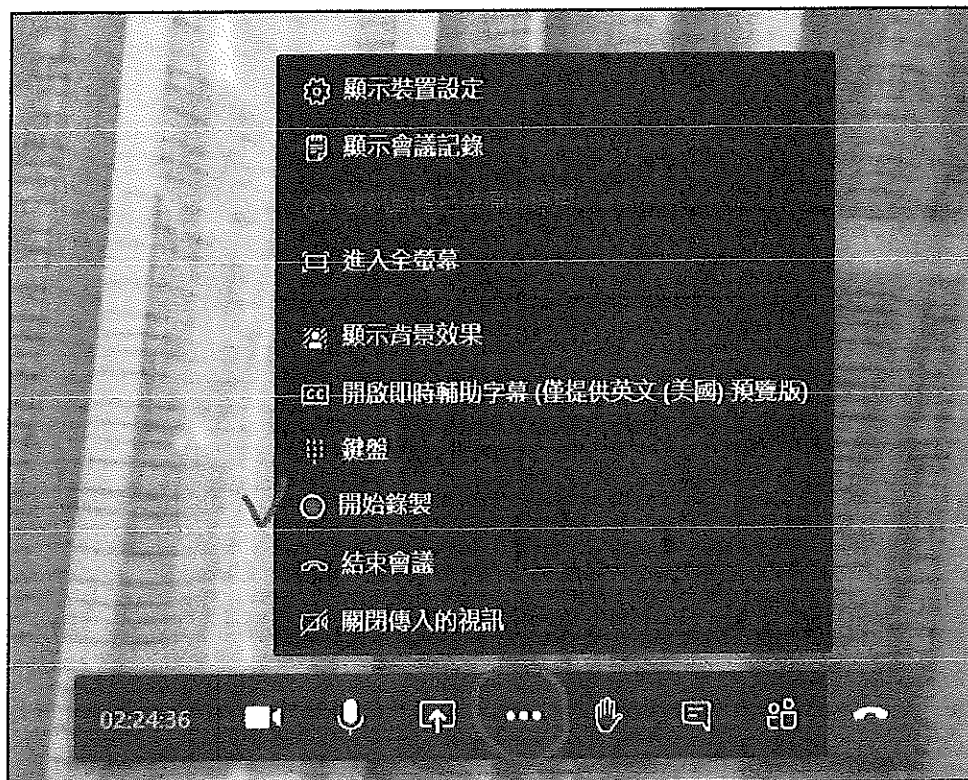 顯示裝置設定
顯示會議記錄
進入全螢幕
顯示背景效果
開啟即時輔助字幕 (僅提供英文 (美國) 預覽版)
鍵盤
開始錄製
結束會議
關閉傳入的視訊
02:24:36